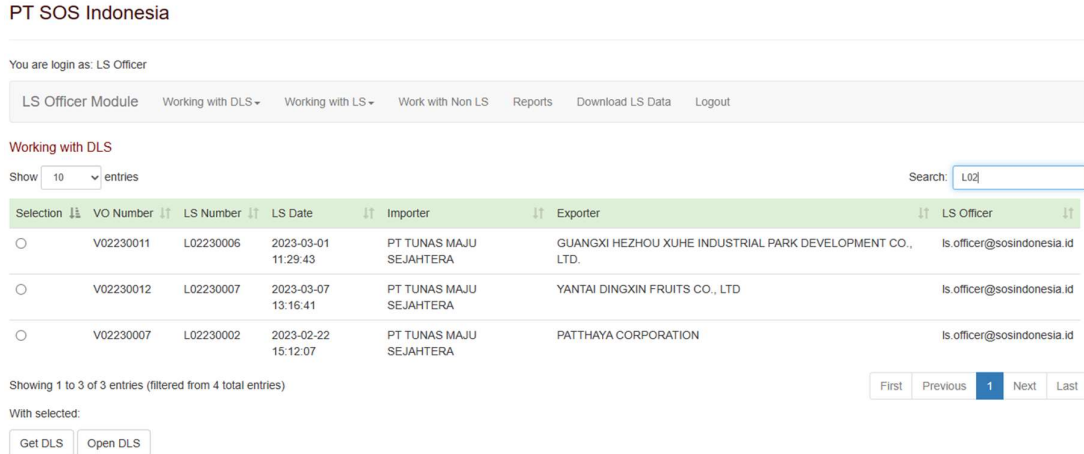 PT SOS Indonesia
You are login as: LS Officer
LS Officer Module Working with DLS Working with LS Work with Non LS Reports Download LS Data Logout
Working with DLS
Show 10 entries Search: L02
Selection VO Number LS Number LS Date Importer Exporter LS Officer
V02230011 L02230006 2023-03-01 PT TUNAS MAJU GUANGXI HEZHOU XUHE INDUSTRIAL PARK DEVELOPMENT CO., ls.officer@sosindonesia.id
11:29:43 SEJAHTERA LTD.
V02230012 L02230007 2023-03-07 PT TUNAS MAJU YANTAI DINGXIN FRUITS CO., LTD ls.officer@sosindonesia.id
13:16:41 SEJAHTERA
V02230007 L02230002 2023-02-22 PT TUNAS MAJU PATTHAYA CORPORATION ls.officer@sosindonesia.id
15:12:07 SEJAHTERA
Showing 1 to 3 of 3 entries (filtered from 4 total entries) First Previous 1 Next Last
With selected:
Get DLS Open DLS